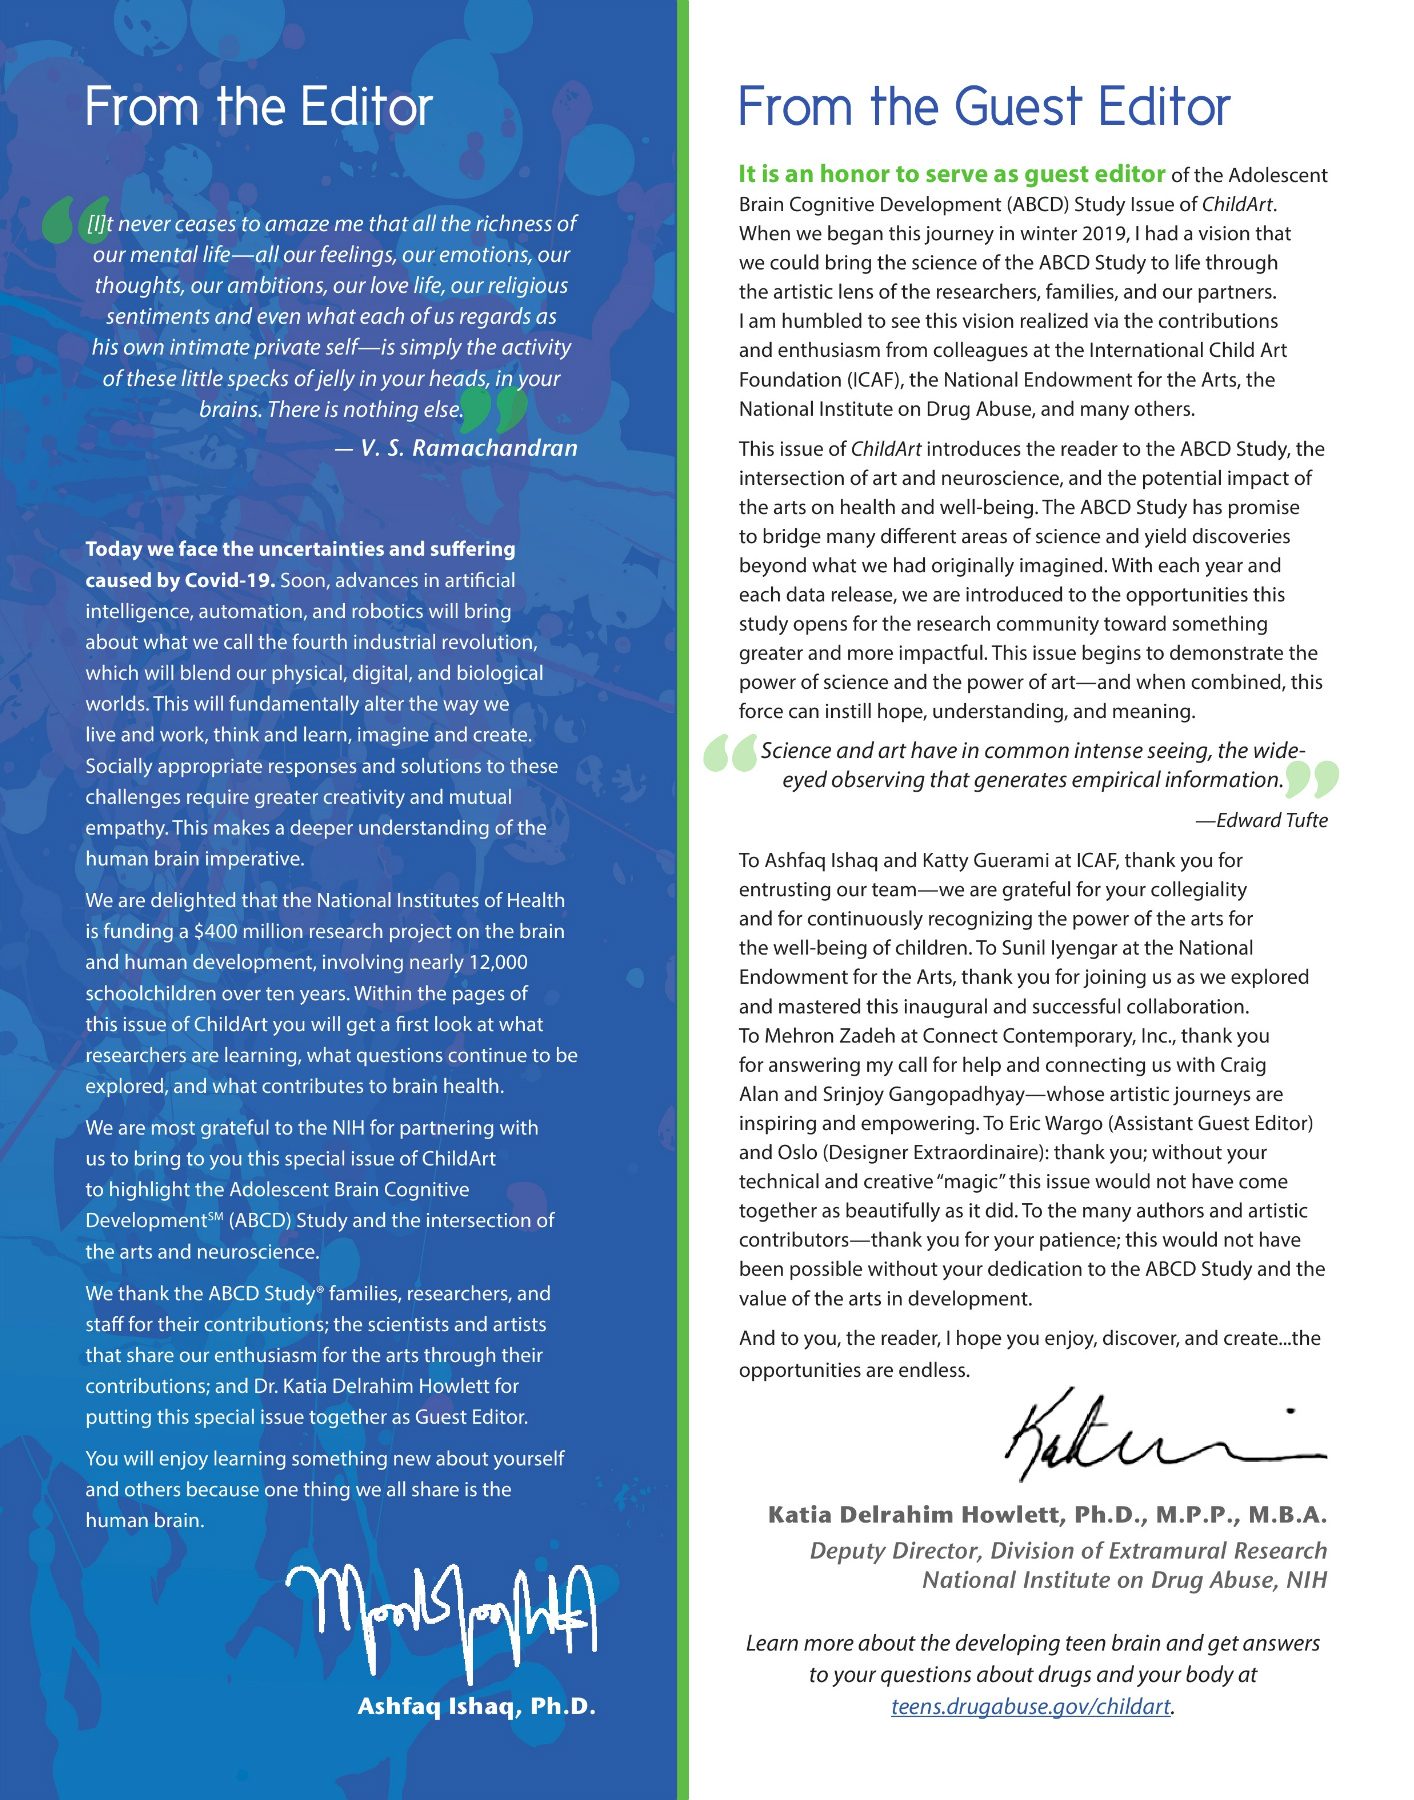 From the Editor
“[I]t never ceases to amaze me that all the richness of
our mental life—all our feelings, our emotions, our
thoughts, our ambitions, our love life, our religious
sentiments and even what each of us regards as
his own intimate private self—is simply the activity
of these little specks of jelly in your heads, in your
brains. There is nothing else.”
— V. S. Ramachandran
Today we face the uncertainties and suffering
caused by Covid-19. Soon, advances in artificial
intelligence, automation, and robotics will bring
about what we call the fourth industrial revolution,
which will blend our physical, digital, and biological
worlds. This will fundamentally alter the way we
live and work, think and learn, imagine and create.
Socially appropriate responses and solutions to these
challenges require greater creativity and mutual
empathy. This makes a deeper understanding of the
human brain imperative.
We are delighted that the National Institutes of Health
is funding a $400 million research project on the brain
and human development, involving nearly 12,000
schoolchildren over ten years. Within the pages of
this issue of ChildArt you will get a first look at what
researchers are learning, what questions continue to be
explored, and what contributes to brain health.
We are most grateful to the NIH for partnering with
us to bring to you this special issue of ChildArt
to highlight the Adolescent Brain Cognitive
Development℠ (ABCD) Study and the intersection of
the arts and neuroscience.
We thank the ABCD Study® families, researchers, and
staff for their contributions; the scientists and artists
that share our enthusiasm for the arts through their
contributions; and Dr. Katia Delrahim Howlett for
putting this special issue together as Guest Editor.
You will enjoy learning something new about yourself
and others because one thing we all share is the
human brain.
Ashfaq Ishaq, Ph.D.
From the Guest Editor
It is an honor to serve as guest editor of the Adolescent
Brain Cognitive Development (ABCD) Study Issue of ChildArt.
When we began this journey in winter 2019, I had a vision that
we could bring the science of the ABCD Study to life through
the artistic lens of the researchers, families, and our partners.
I am humbled to see this vision realized via the contributions
and enthusiasm from colleagues at the International Child Art
Foundation (ICAF), the National Endowment for the Arts, the
National Institute on Drug Abuse, and many others.
This issue of ChildArt introduces the reader to the ABCD Study, the
intersection of art and neuroscience, and the potential impact of
the arts on health and well-being. The ABCD Study has promise
to bridge many different areas of science and yield discoveries
beyond what we had originally imagined. With each year and
each data release, we are introduced to the opportunities this
study opens for the research community toward something
greater and more impactful. This issue begins to demonstrate the
power of science and the power of art—and when combined, this
force can instill hope, understanding, and meaning.
“Science and art have in common intense seeing, the wide-
eyed observing that generates empirical information.”
—Edward Tufte
To Ashfaq Ishaq and Katty Guerami at ICAF, thank you for
entrusting our team—we are grateful for your collegiality
and for continuously recognizing the power of the arts for
the well-being of children. To Sunil Iyengar at the National
Endowment for the Arts, thank you for joining us as we explored
and mastered this inaugural and successful collaboration.
To Mehron Zadeh at Connect Contemporary, Inc., thank you
for answering my call for help and connecting us with Craig
Alan and Srinjoy Gangopadhyay—whose artistic journeys are
inspiring and empowering. To Eric Wargo (Assistant Guest Editor)
and Oslo (Designer Extraordinaire): thank you; without your
technical and creative “magic” this issue would not have come
together as beautifully as it did. To the many authors and artistic
contributors—thank you for your patience; this would not have
been possible without your dedication to the ABCD Study and the
value of the arts in development.
And to you, the reader, I hope you enjoy, discover, and create...the
opportunities are endless.
Katia Delrahim Howlett, Ph.D., M.P.P., M.B.A.
Deputy Director, Division of Extramural Research
National Institute on Drug Abuse, NIH
Learn more about the developing teen brain and get answers
to your questions about drugs and your body at
teens.drugabuse.gov/childart.